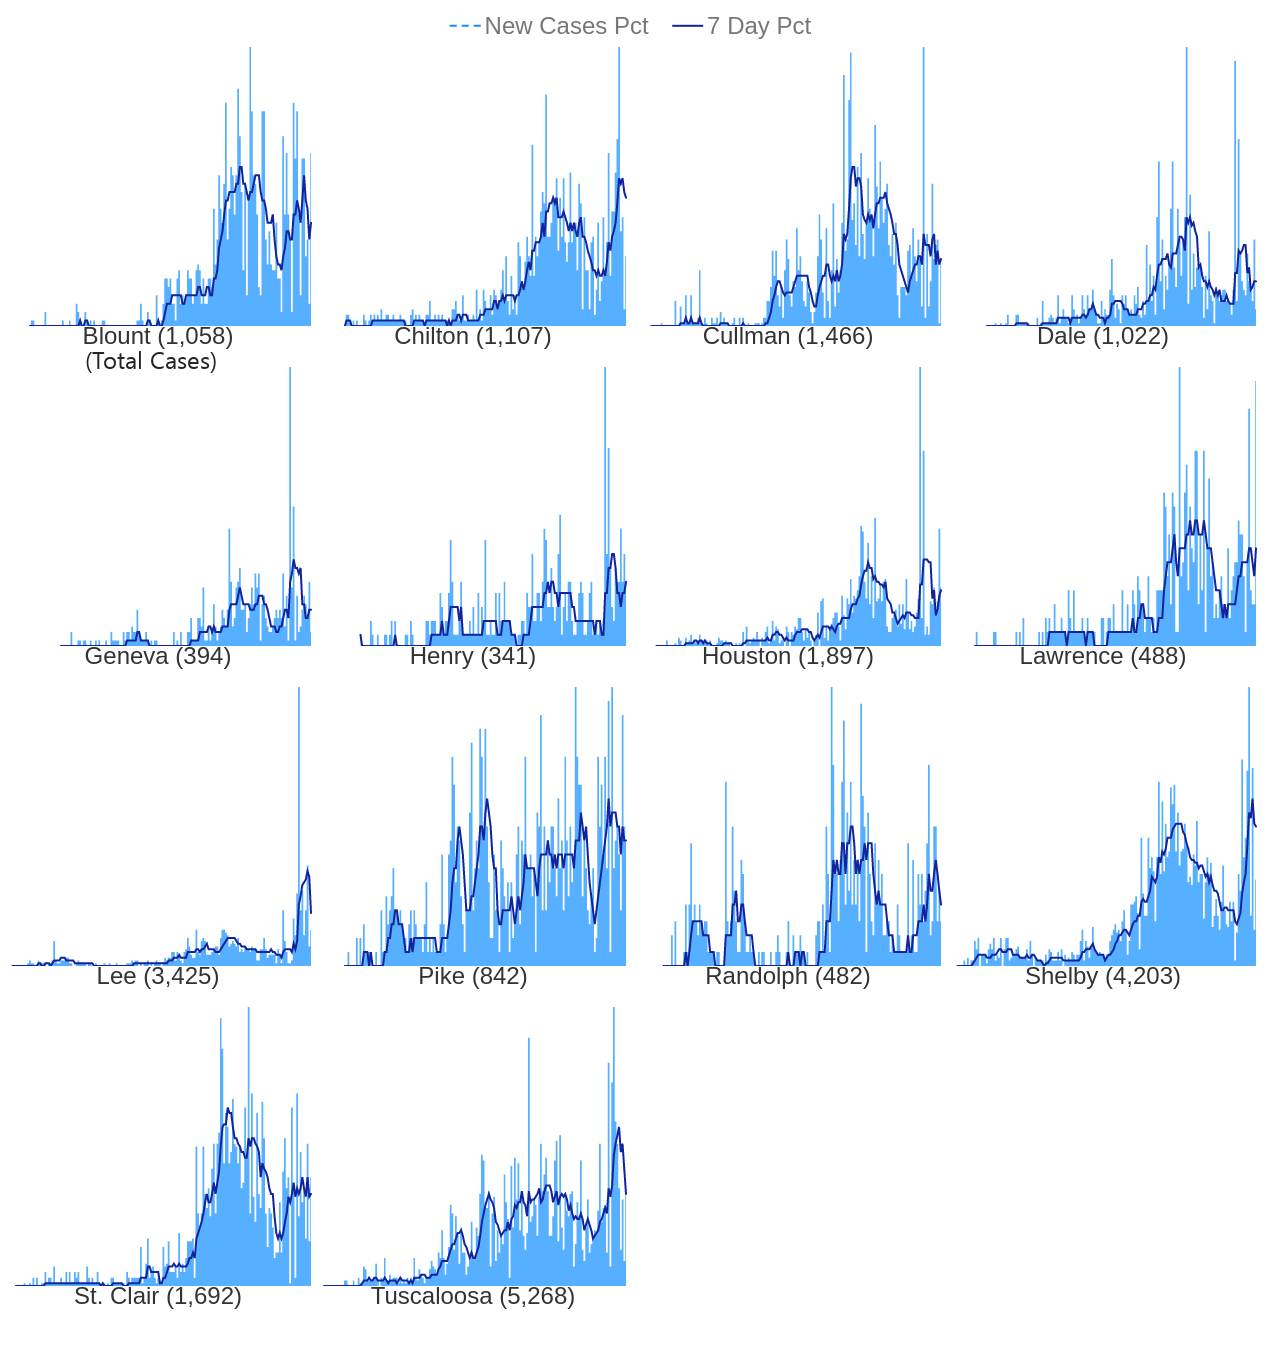 New Cases Pct 7 Day Pct
Blount (1,058) Chilton (1,107) Cullman (1,466) Dale (1,022)
(Total Cases)
Geneva (394) Henry (341) Houston (1,897) Lawrence (488)
Lee (3,425) Pike (842) Randolph (482) Shelby (4,203)
St. Clair (1,692) Tuscaloosa (5,268)